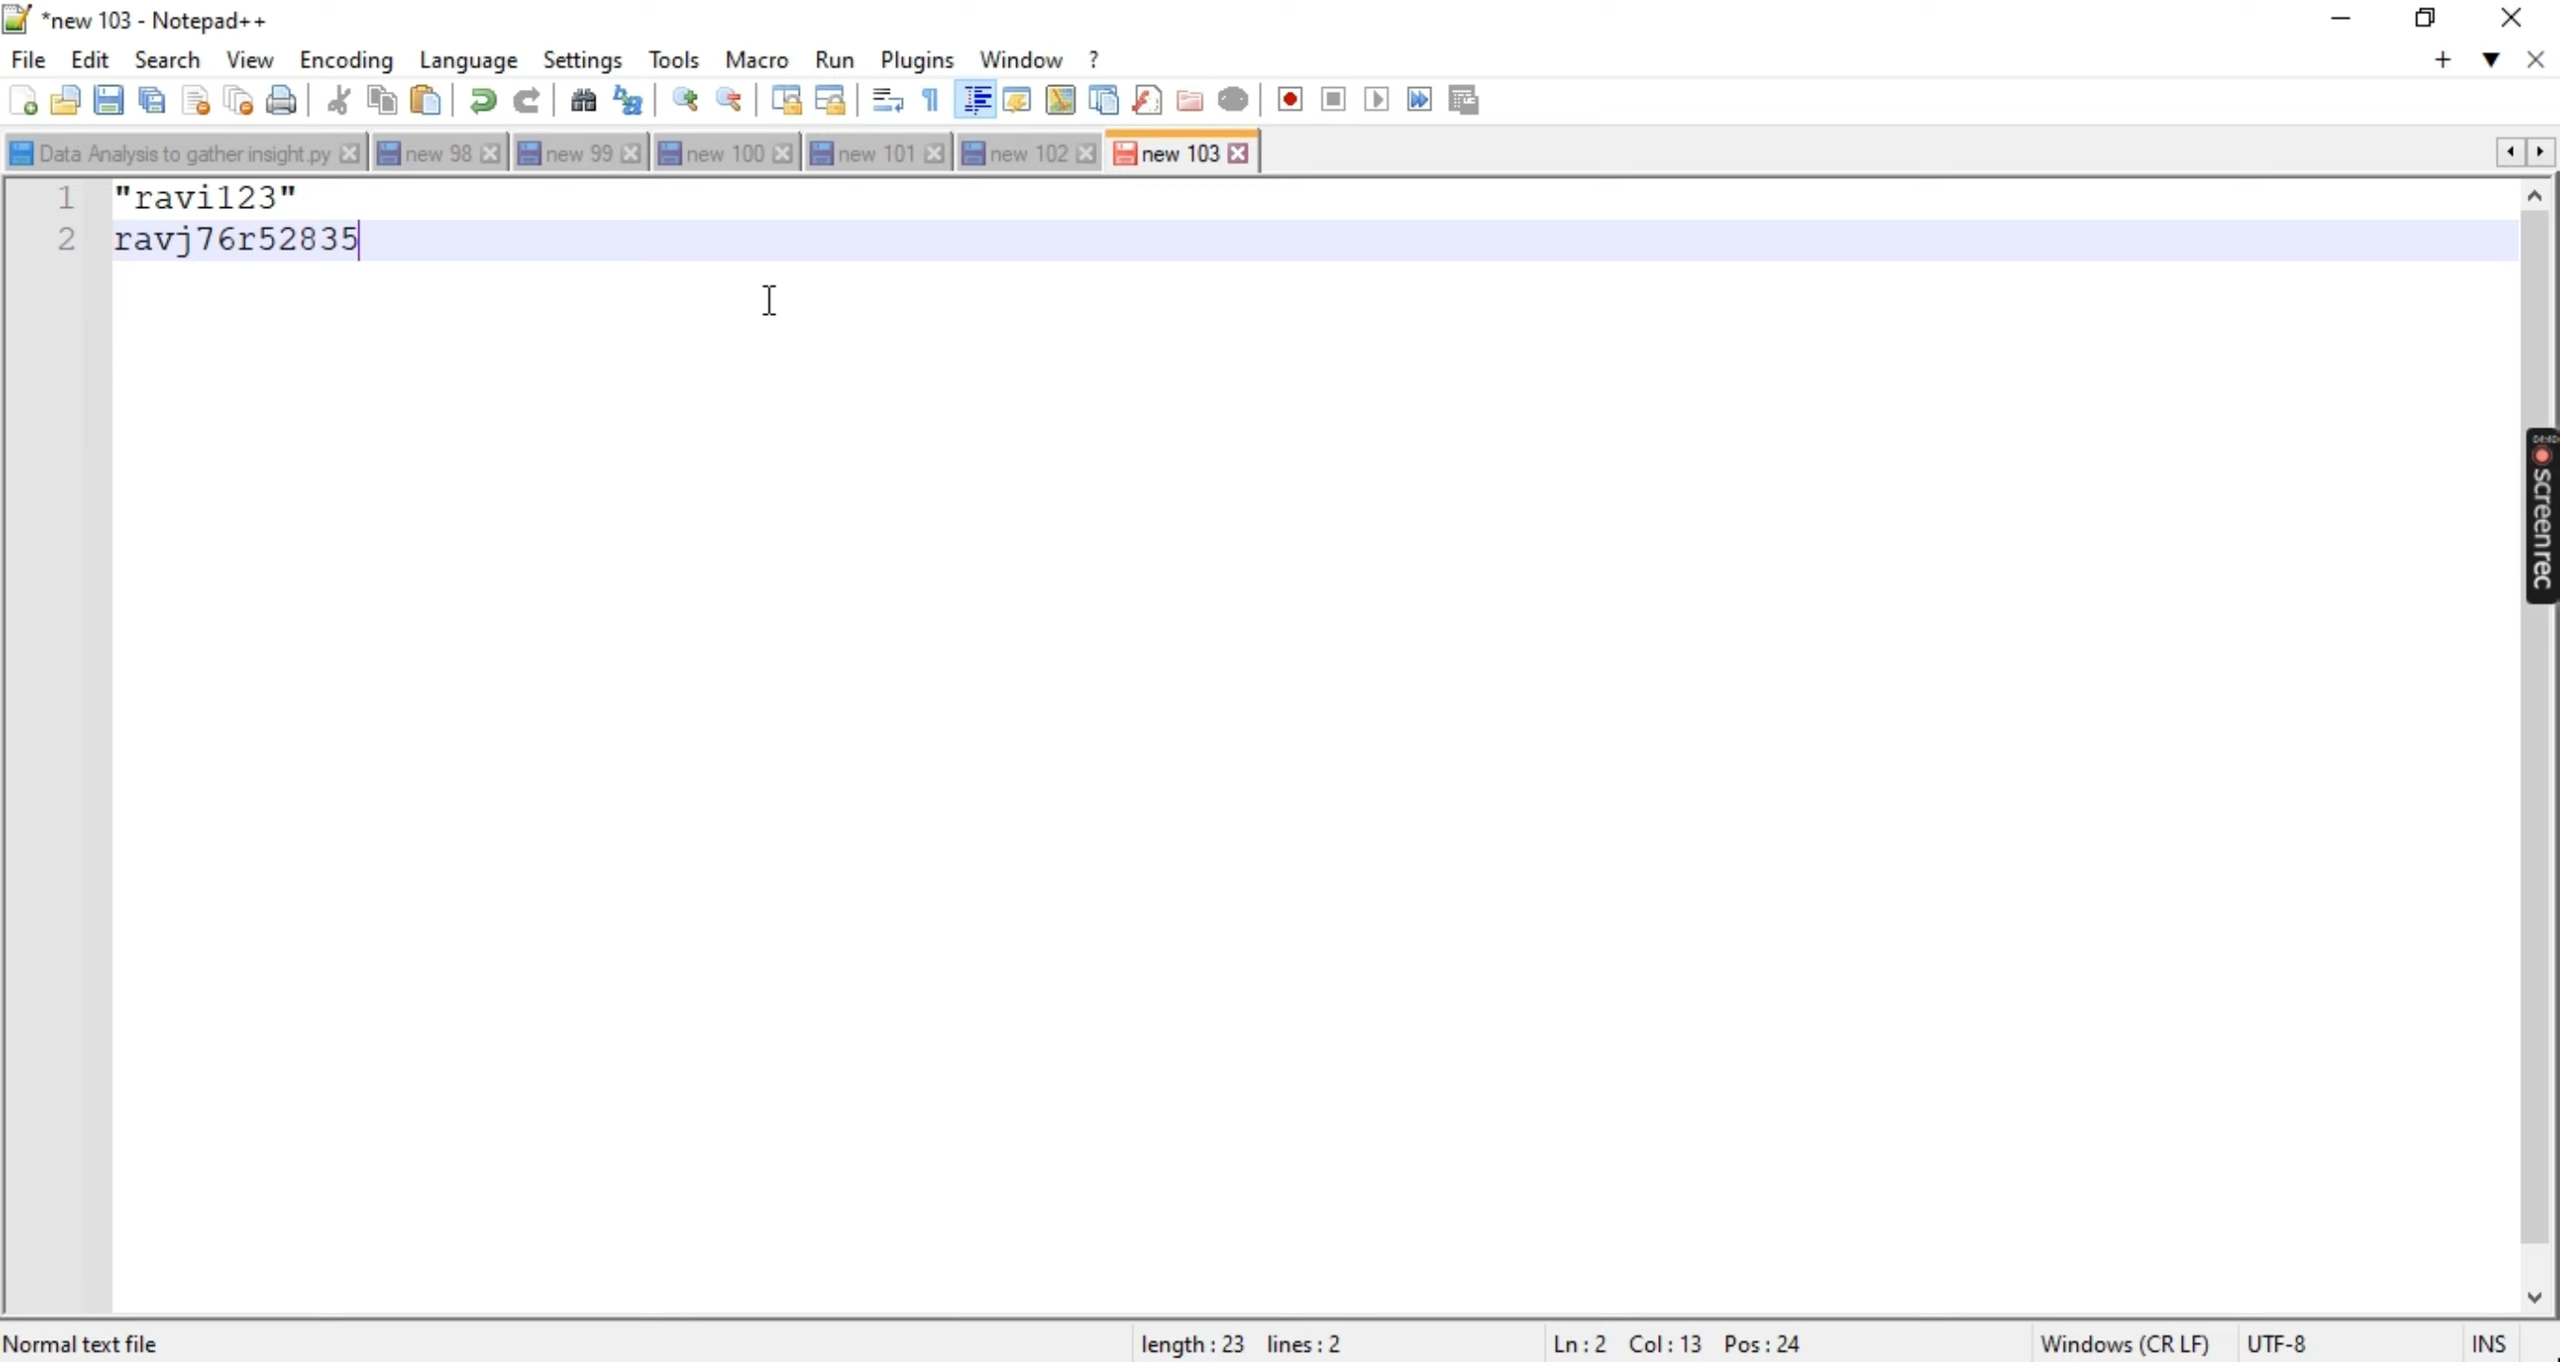 *new 103 - Notepad++
File Edit Search View Encoding Language Settings Tools Macro Run Plugins Window ?
Data Analysis to gather insight.py new 98 new 99 new 100 new 101 new 102 new 103
1 "ravi123"
2 ravj76r52835
screenrec
Normal text file length : 23 lines : 2 Ln : 2 Col : 13 Pos : 24 Windows (CR LF) UTF-8 INS